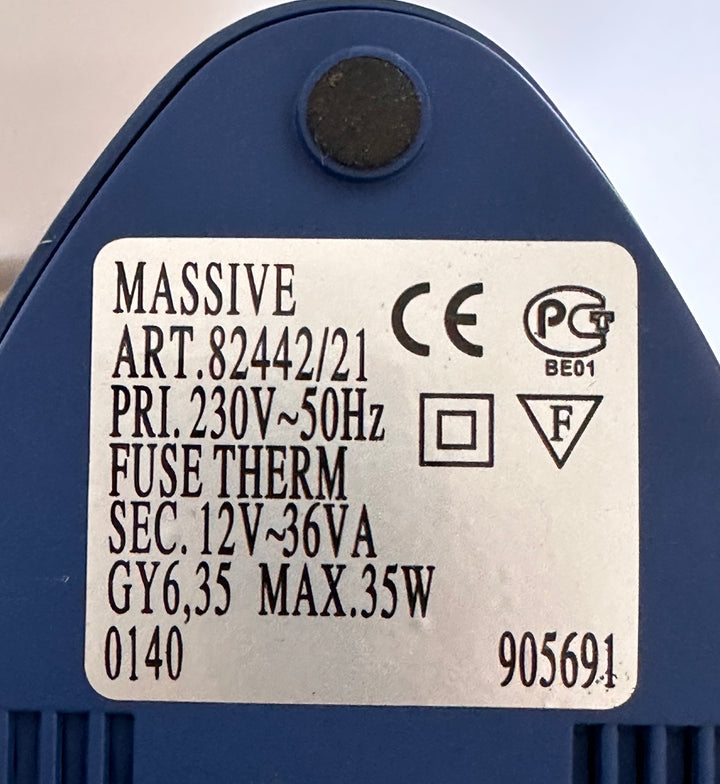 MASSIVE
CE
PCT
BE01
ART.82442/21
PRI. 230V~50Hz
F
FUSE THERM
SEC. 12V~36VA
GY6,35 MAX.35W
0140 905691